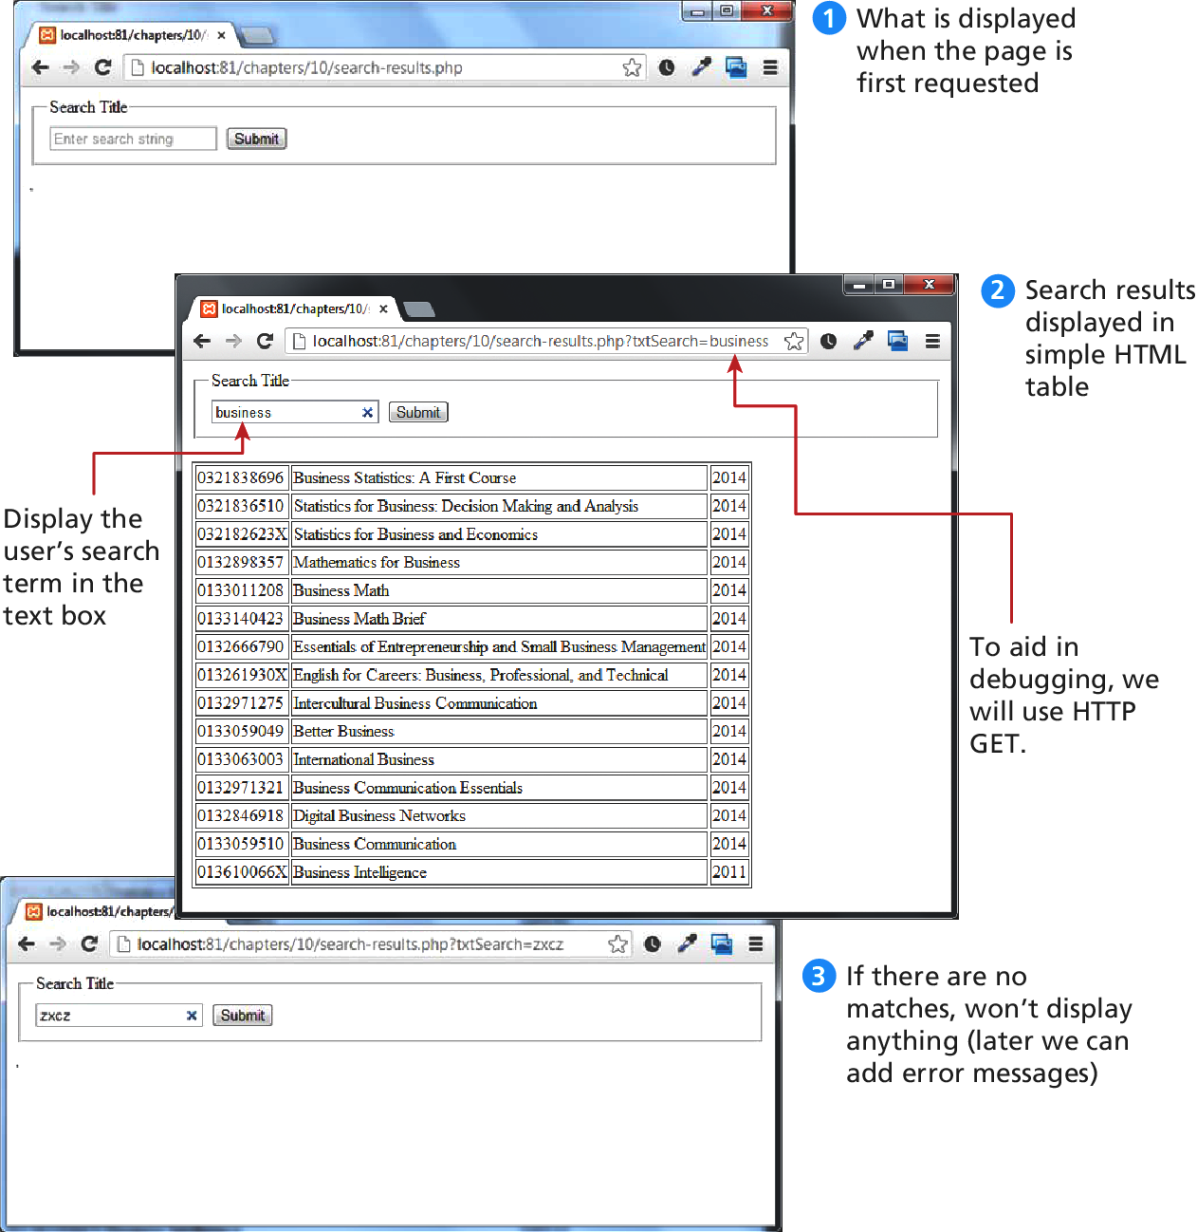 localhost:81/chapters/10/
localhost:81/chapters/10/search-results.php
Search Title
Enter search string
Submit
1 What is displayed
when the page is
first requested
localhost:81/chapters/10/
localhost:81/chapters/10/search-results.php?txtSearch=business
Search Title
business
Submit
0321838696 Business Statistics: A First Course 2014
0321836510 Statistics for Business: Decision Making and Analysis 2014
032182623X Statistics for Business and Economics 2014
0132898357 Mathematics for Business 2014
0133011208 Business Math 2014
0133140423 Business Math Brief 2014
0132666790 Essentials of Entrepreneurship and Small Business Management 2014
013261930X English for Careers: Business, Professional, and Technical 2014
0132971275 Intercultural Business Communication 2014
0133059049 Better Business 2014
0133063003 International Business 2014
0132971321 Business Communication Essentials 2014
0132846918 Digital Business Networks 2014
0133059510 Business Communication 2014
013610066X Business Intelligence 2011
2 Search results
displayed in
simple HTML
table
Display the
user’s search
term in the
text box
To aid in
debugging, we
will use HTTP
GET.
localhost:81/chapters/
localhost:81/chapters/10/search-results.php?txtSearch=zxcz
Search Title
zxcz
Submit
3 If there are no
matches, won’t display
anything (later we can
add error messages)